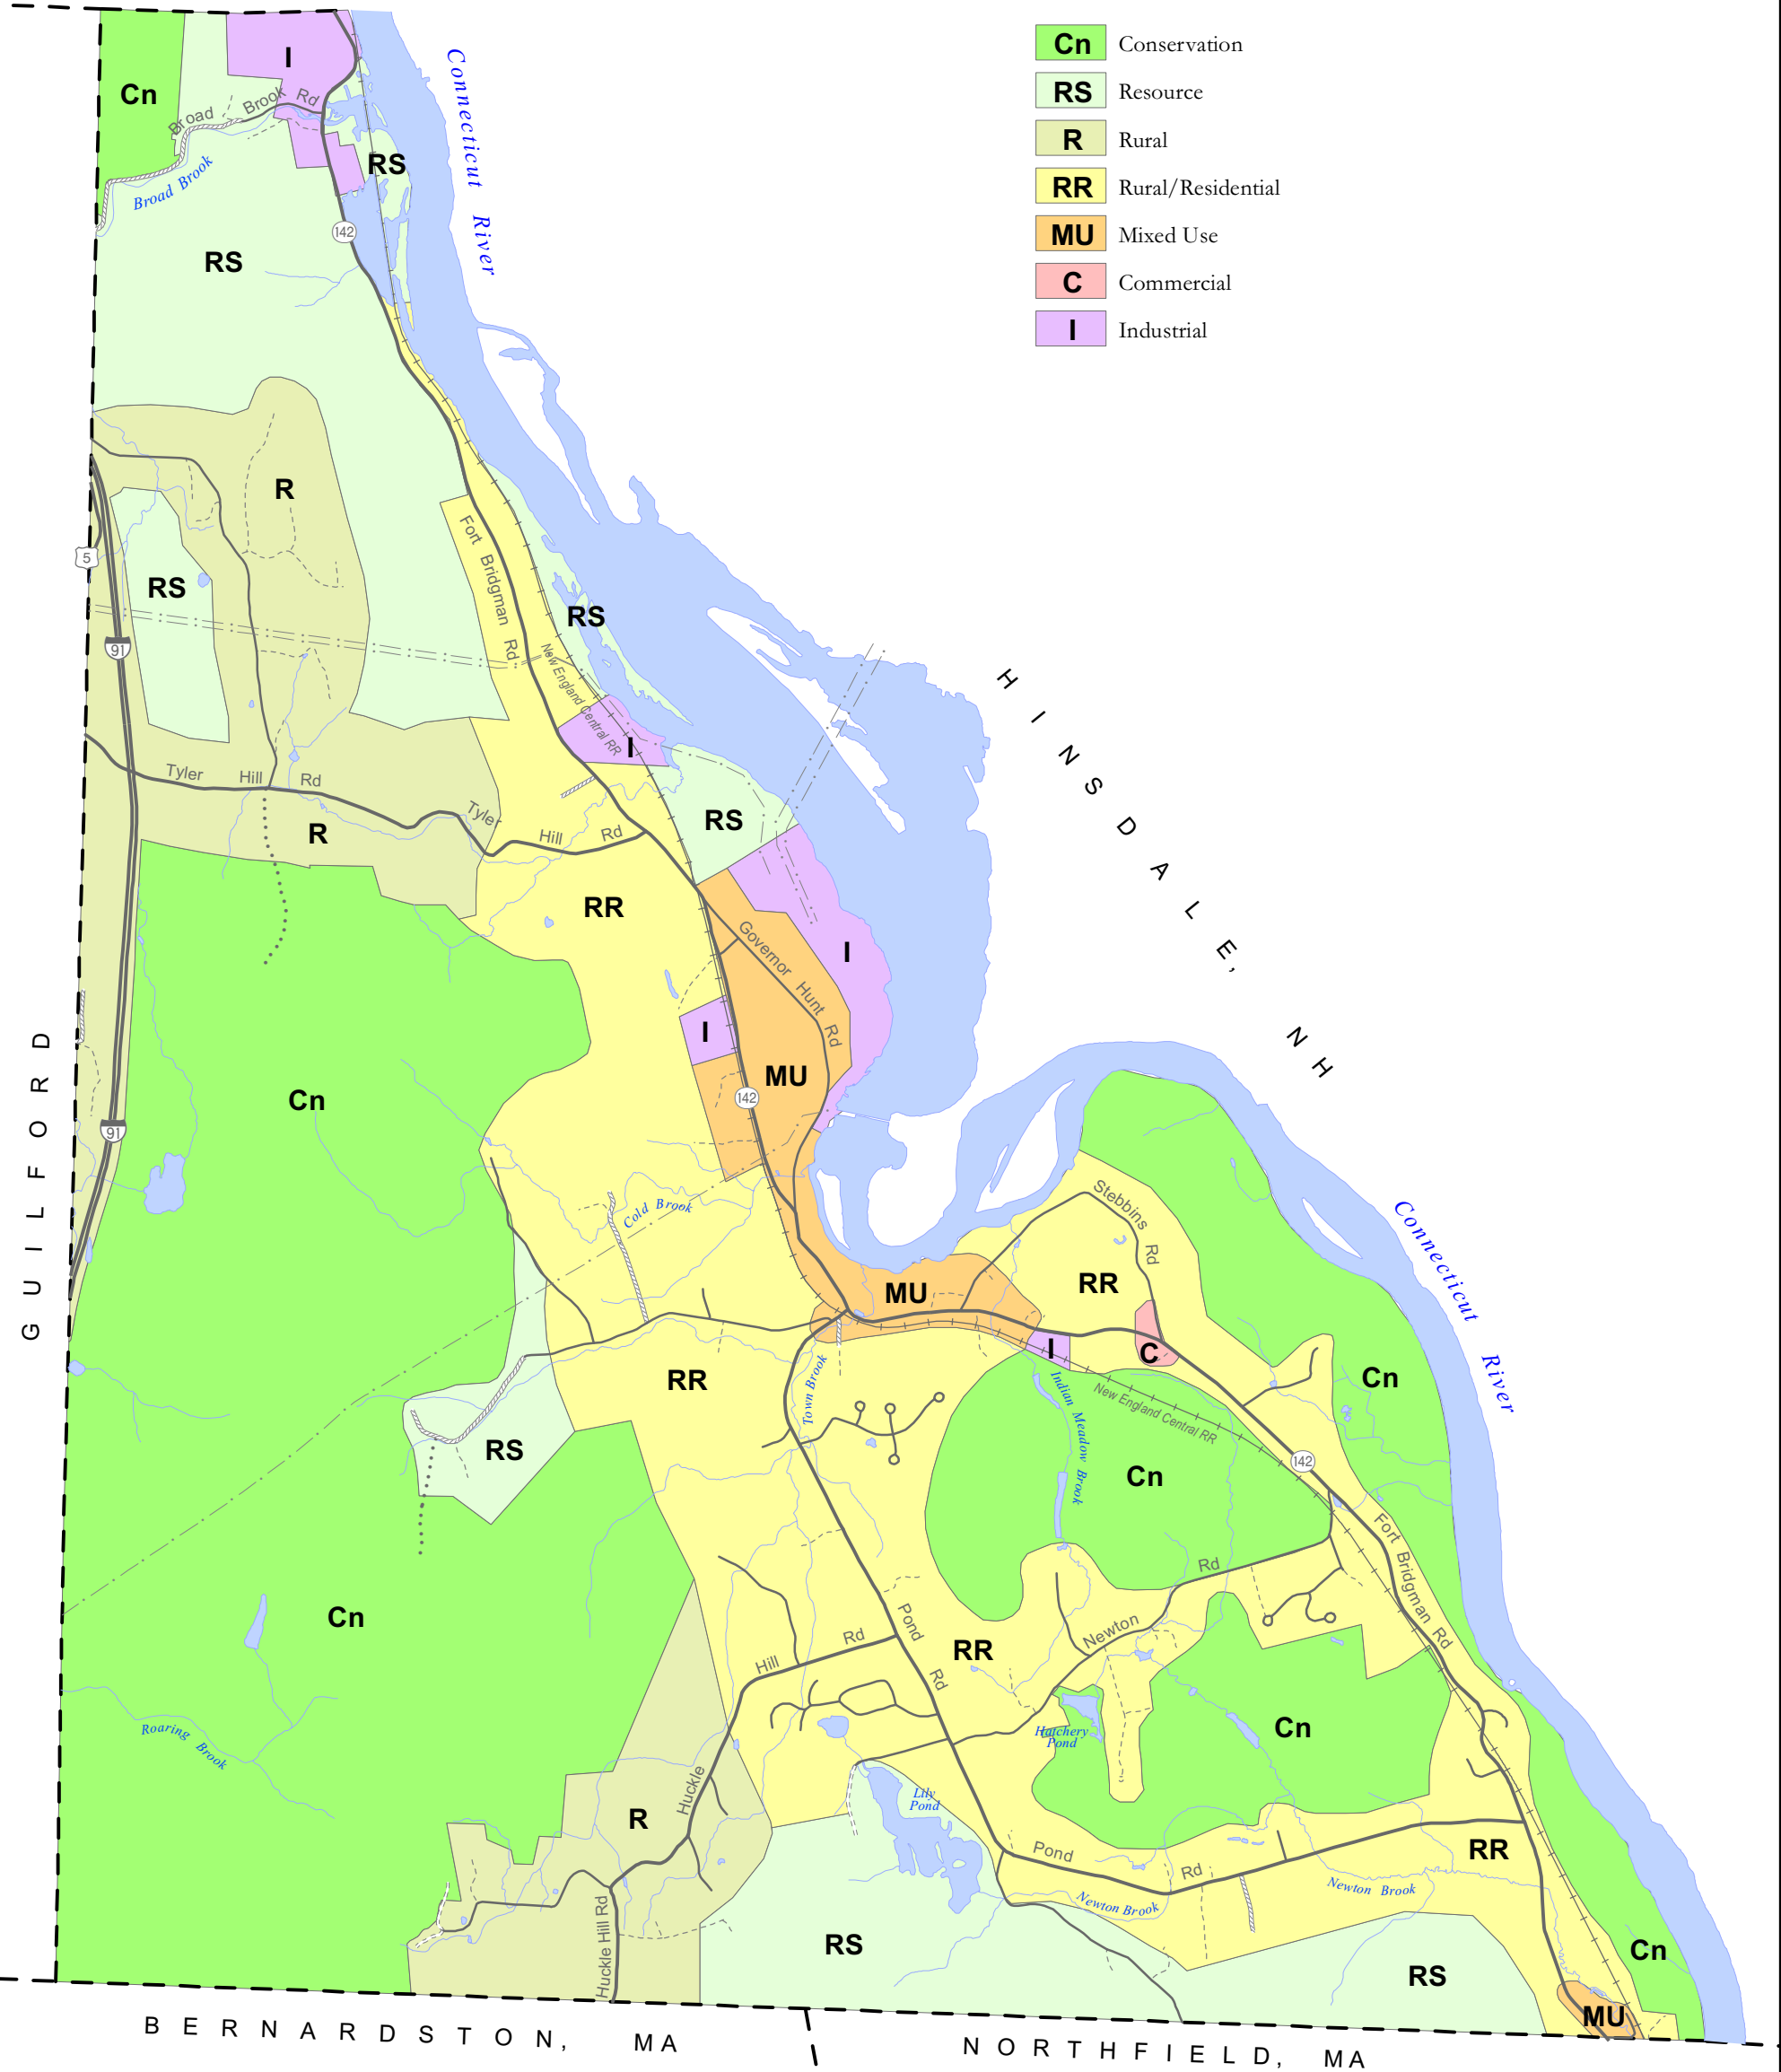 Cn Conservation
RS Resource
R Rural
RR Rural/Residential
MU Mixed Use
C Commercial
I Industrial
Connecticut River
I
Cn
Broad Brook Rd
RS
Broad Brook
142
RS
R
5
Fort Bridgman Rd
RS
RS
91
New England Central RR
HINSDALE, NH
I
Tyler Hill Rd
RS
Tyler Hill Rd
R
RR
Governor Hunt Rd
I
I
GUILFORD
MU
Cn
142
91
Stebbins Rd
Connecticut River
Cold Brook
RR
MU
I
C
Cn
RR
Town Brook
Indian Meadow Brook
New England Central RR
RS
142
Cn
Fort Bridgman Rd
Rd
Cn
Pond Rd
Newton
Hill Rd
RR
Roaring Brook
Hatchery Pond
Cn
Huckle
Lily Pond
R
Pond Rd
RR
Newton Brook
Newton Brook
Huckle Hill Rd
RS
Cn
RS
MU
BERNARDSTON, MA
NORTHFIELD, MA